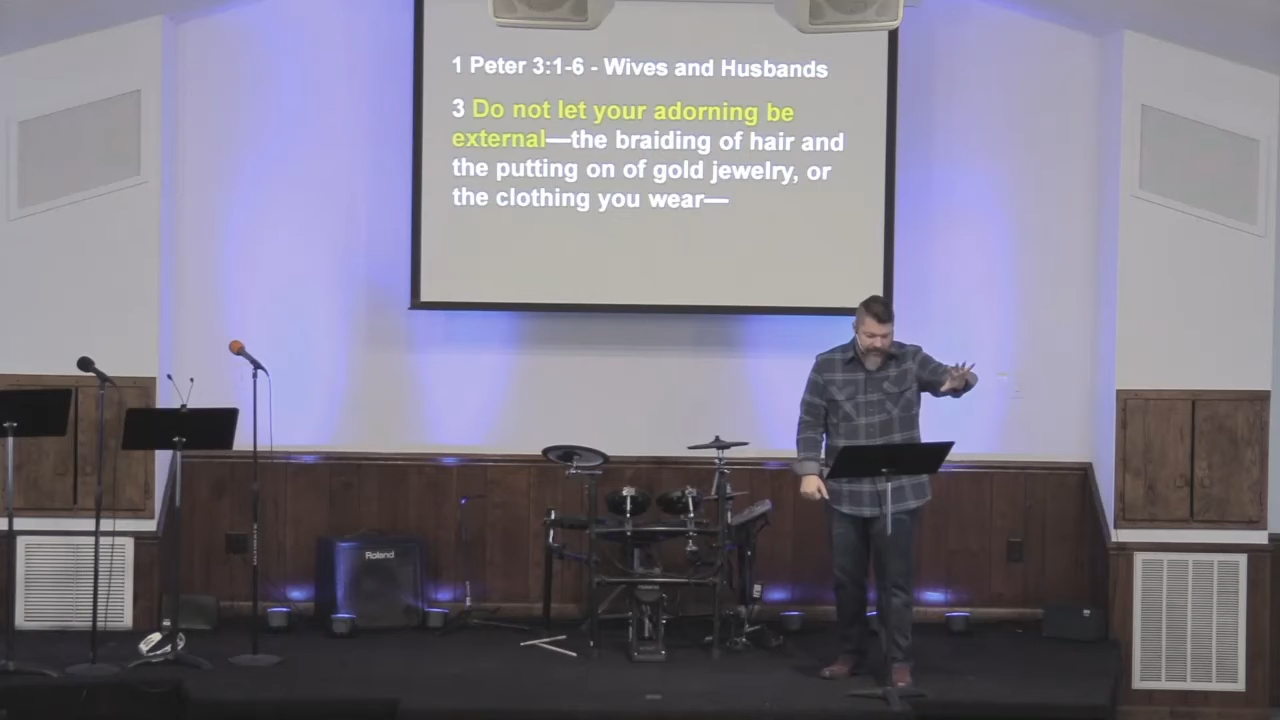 1 Peter 3:1-6 - Wives and Husbands
3 Do not let your adorning be
external—the braiding of hair and
the putting on of gold jewelry, or
the clothing you wear—
Roland